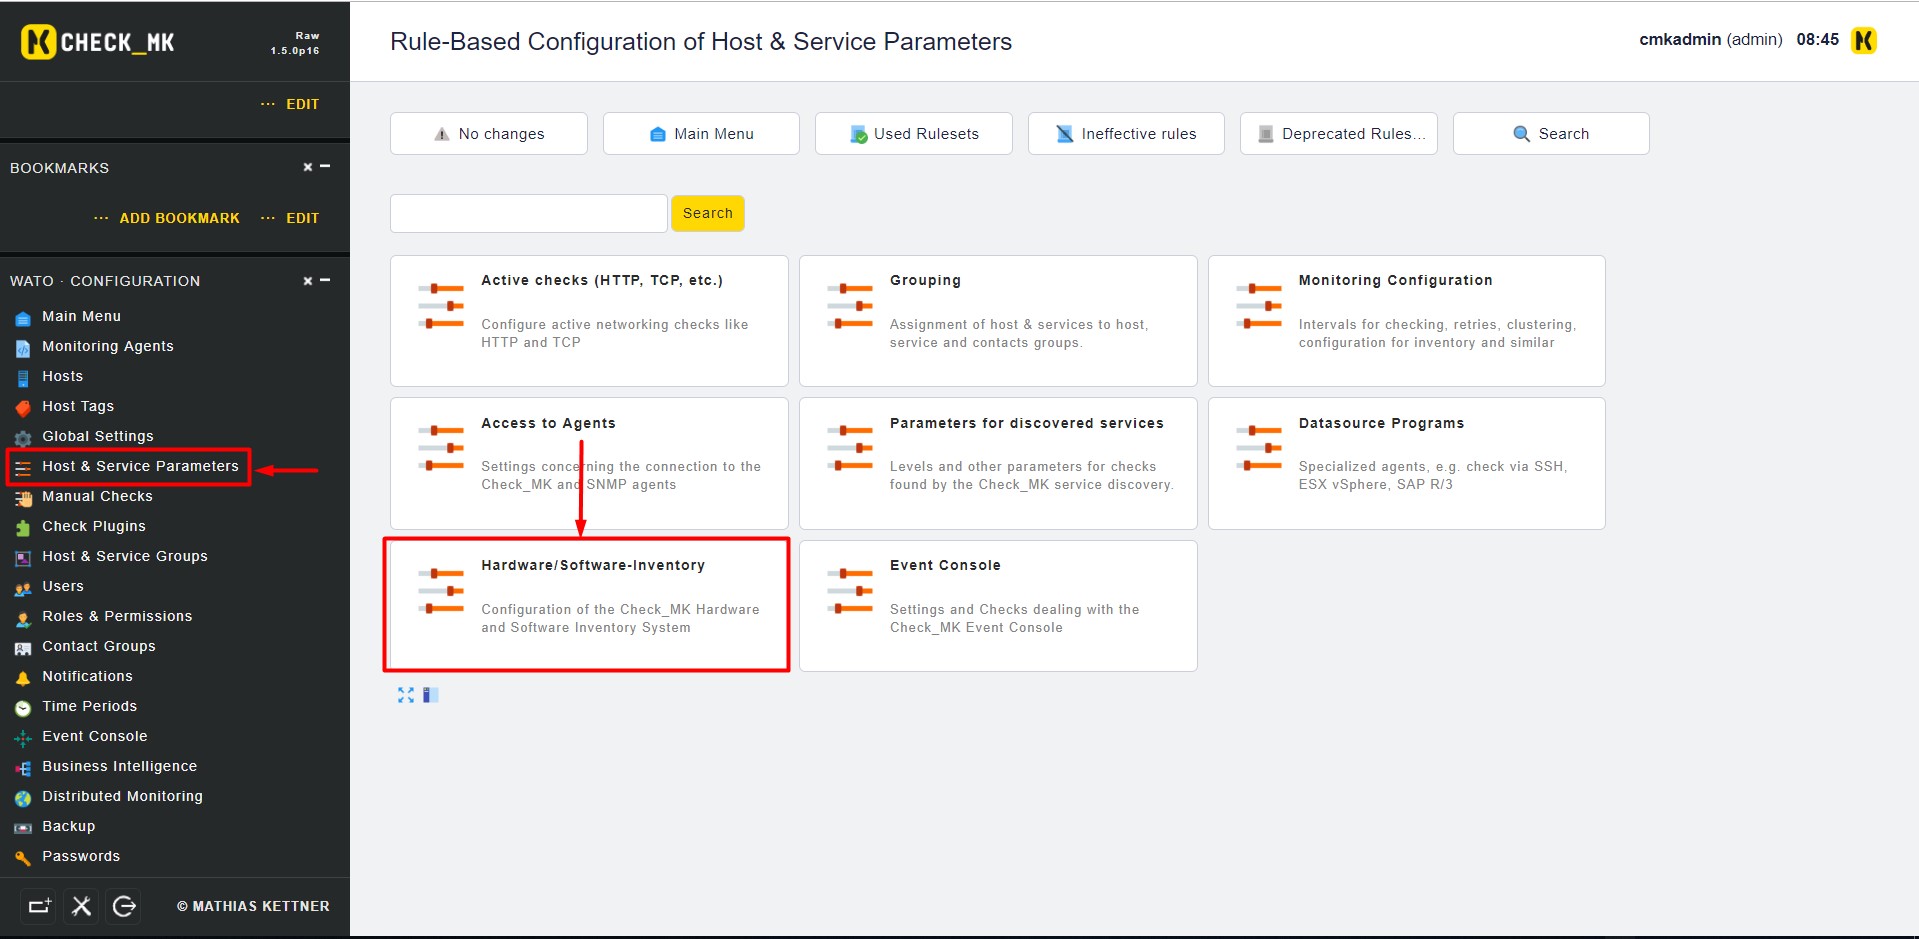 CHECK_MK
Raw
1.5.0p16
··· EDIT
BOOKMARKS
··· ADD BOOKMARK ··· EDIT
WATO · CONFIGURATION
Main Menu
Monitoring Agents
Hosts
Host Tags
Global Settings
Host & Service Parameters
Manual Checks
Check Plugins
Host & Service Groups
Users
Roles & Permissions
Contact Groups
Notifications
Time Periods
Event Console
Business Intelligence
Distributed Monitoring
Backup
Passwords
© MATHIAS KETTNER
Rule-Based Configuration of Host & Service Parameters
cmkadmin (admin) 08:45
No changes
Main Menu
Used Rulesets
Ineffective rules
Deprecated Rules...
Search
Search
Active checks (HTTP, TCP, etc.)
Configure active networking checks like
HTTP and TCP
Grouping
Assignment of host & services to host,
service and contacts groups.
Monitoring Configuration
Intervals for checking, retries, clustering,
configuration for inventory and similar
Access to Agents
Settings concerning the connection to the
Check_MK and SNMP agents
Parameters for discovered services
Levels and other parameters for checks
found by the Check_MK service discovery.
Datasource Programs
Specialized agents, e.g. check via SSH,
ESX vSphere, SAP R/3
Hardware/Software-Inventory
Configuration of the Check_MK Hardware
and Software Inventory System
Event Console
Settings and Checks dealing with the
Check_MK Event Console